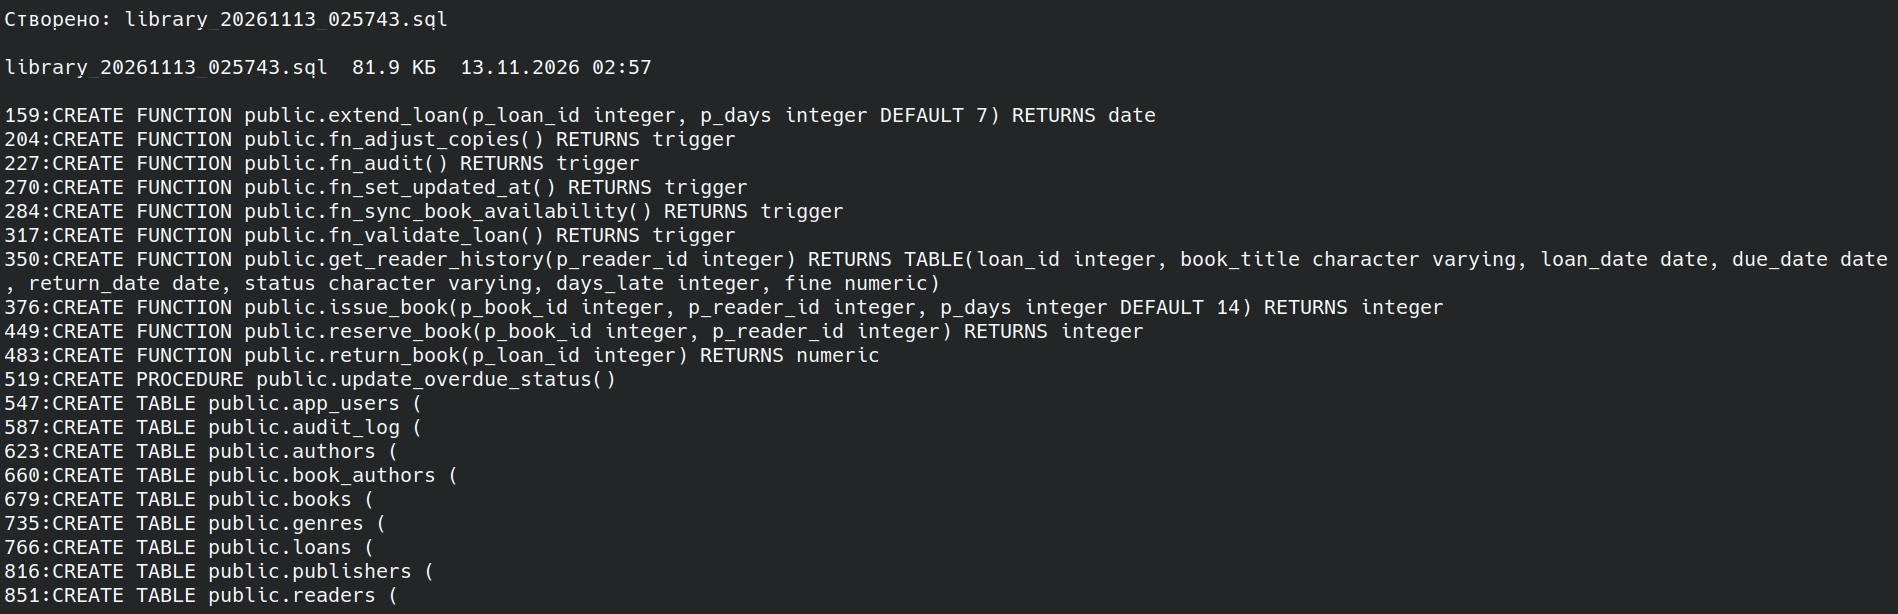 Створено: library_20261113_025743.sql
library_20261113_025743.sql  81.9 КБ  13.11.2026 02:57
159:CREATE FUNCTION public.extend_loan(p_loan_id integer, p_days integer DEFAULT 7) RETURNS date
204:CREATE FUNCTION public.fn_adjust_copies() RETURNS trigger
227:CREATE FUNCTION public.fn_audit() RETURNS trigger
270:CREATE FUNCTION public.fn_set_updated_at() RETURNS trigger
284:CREATE FUNCTION public.fn_sync_book_availability() RETURNS trigger
317:CREATE FUNCTION public.fn_validate_loan() RETURNS trigger
350:CREATE FUNCTION public.get_reader_history(p_reader_id integer) RETURNS TABLE(loan_id integer, book_title character varying, loan_date date, due_date date
, return_date date, status character varying, days_late integer, fine numeric)
376:CREATE FUNCTION public.issue_book(p_book_id integer, p_reader_id integer, p_days integer DEFAULT 14) RETURNS integer
449:CREATE FUNCTION public.reserve_book(p_book_id integer, p_reader_id integer) RETURNS integer
483:CREATE FUNCTION public.return_book(p_loan_id integer) RETURNS numeric
519:CREATE PROCEDURE public.update_overdue_status()
547:CREATE TABLE public.app_users (
587:CREATE TABLE public.audit_log (
623:CREATE TABLE public.authors (
660:CREATE TABLE public.book_authors (
679:CREATE TABLE public.books (
735:CREATE TABLE public.genres (
766:CREATE TABLE public.loans (
816:CREATE TABLE public.publishers (
851:CREATE TABLE public.readers (